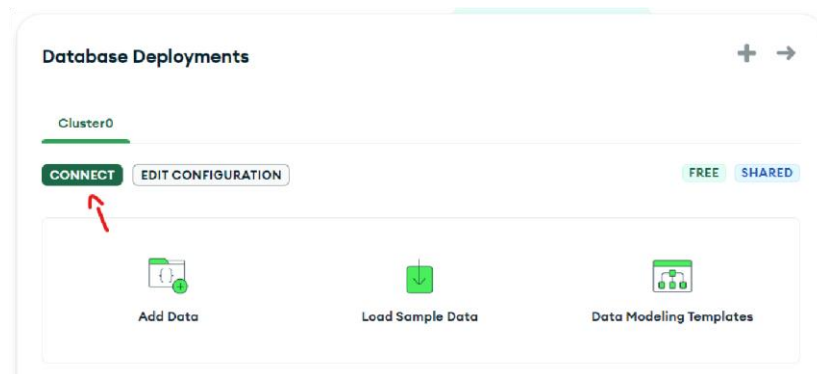 Database Deployments
Cluster0
CONNECT EDIT CONFIGURATION FREE SHARED
Add Data Load Sample Data Data Modeling Templates